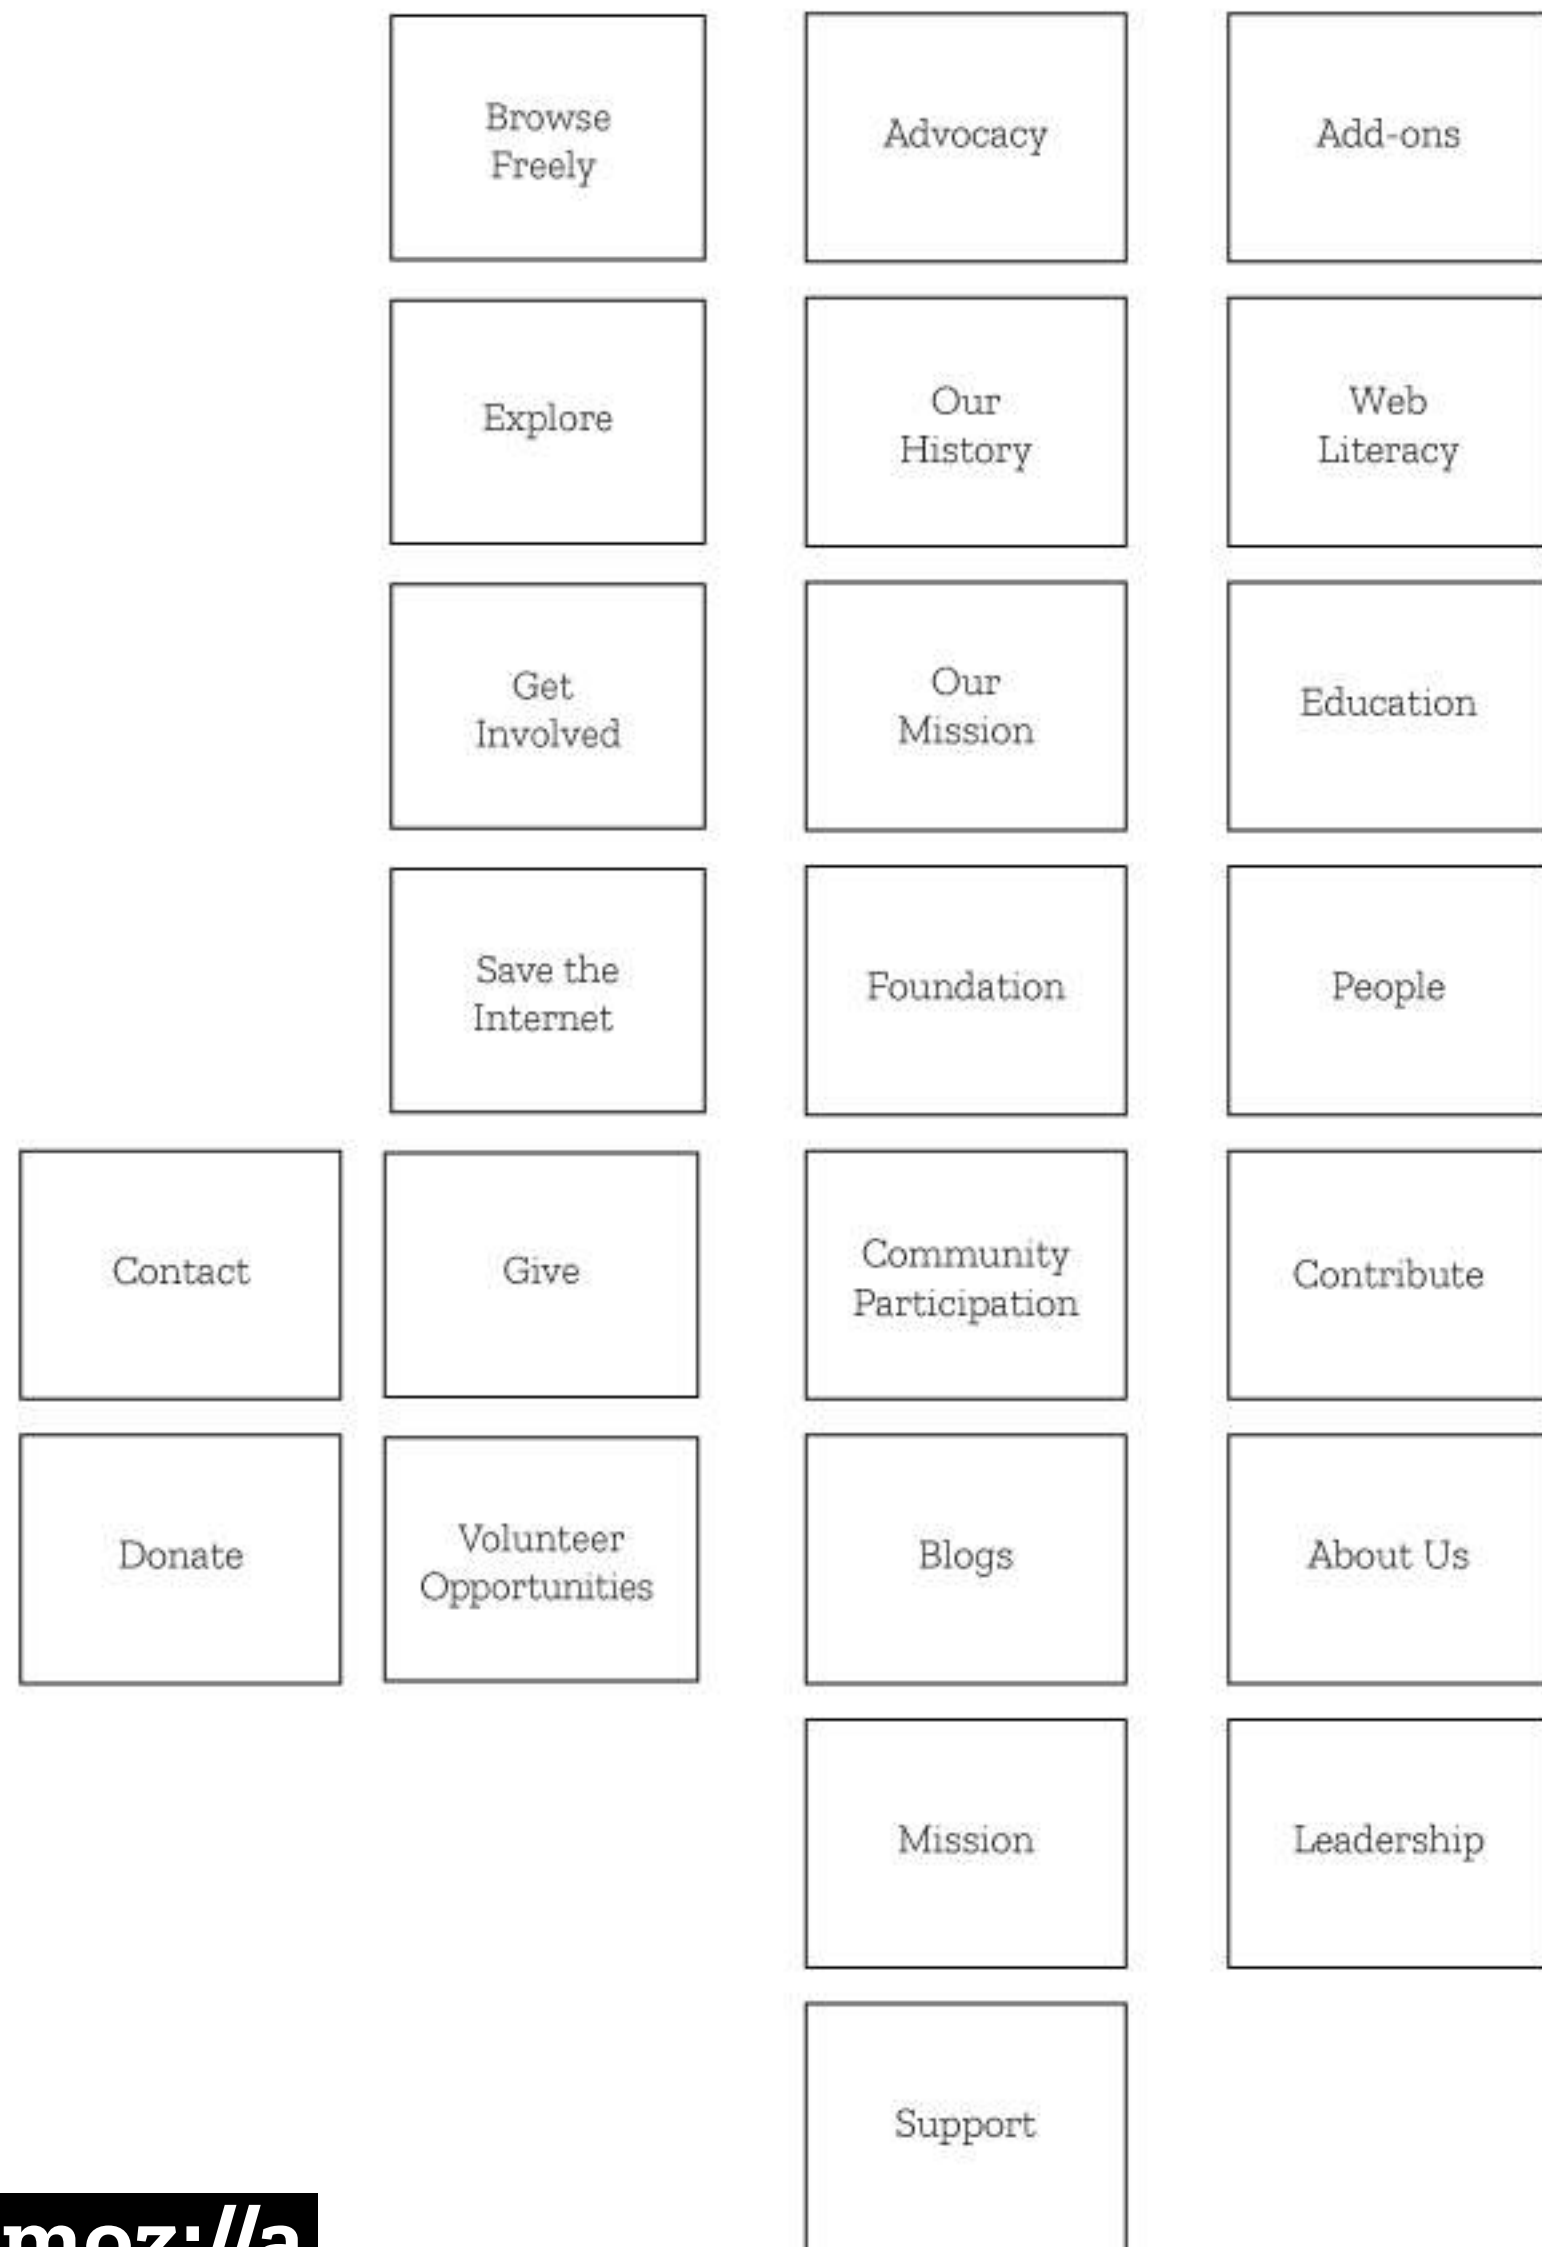 Browse
Freely
Advocacy
Add-ons
Explore
Our
History
Web
Literacy
Get
Involved
Our
Mission
Education
Save the
Internet
Foundation
People
Contact
Give
Community
Participation
Contribute
Donate
Volunteer
Opportunities
Blogs
About Us
Mission
Leadership
Support
moz://a